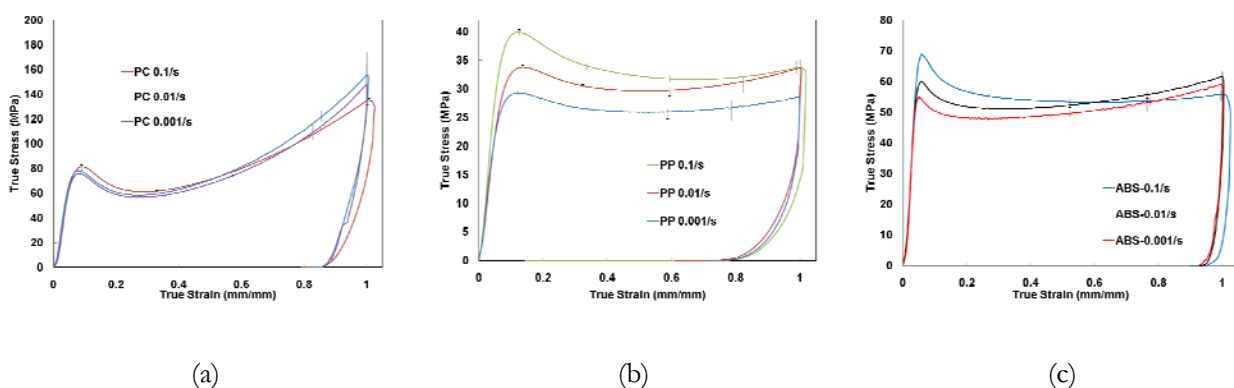 200
180
160
140
120
100
80
60
40
20
0
True Stress (MPa)
PC 0.1/s
PC 0.01/s
PC 0.001/s
0 0.2 0.4 0.6 0.8 1
True Strain (mm/mm)
(a)
40
35
30
25
20
15
10
5
0
True Stress (MPa)
PP 0.1/s
PP 0.01/s
PP 0.001/s
0 0.2 0.4 0.6 0.8 1
True Strain (mm/mm)
(b)
80
70
60
50
40
30
20
10
0
True Stress (MPa)
ABS-0.1/s
ABS-0.01/s
ABS-0.001/s
0 0.2 0.4 0.6 0.8 1
True Strain (mm/mm)
(c)